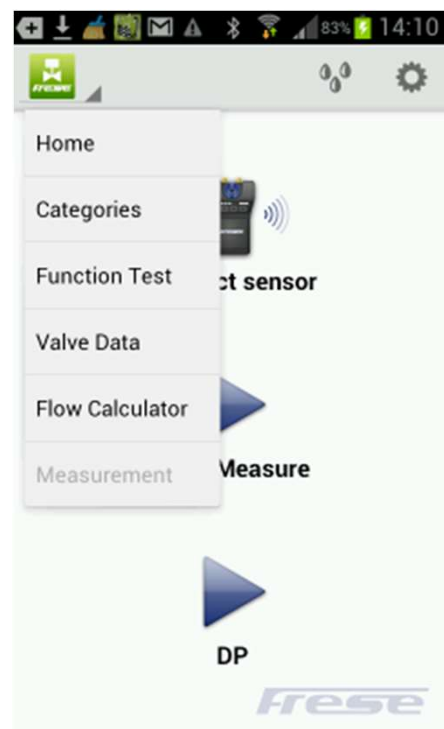 83% 14:10
FRESE
Home
Categories
Function Test
ct sensor
Valve Data
Flow Calculator
Measurement
Measure
DP
Frese